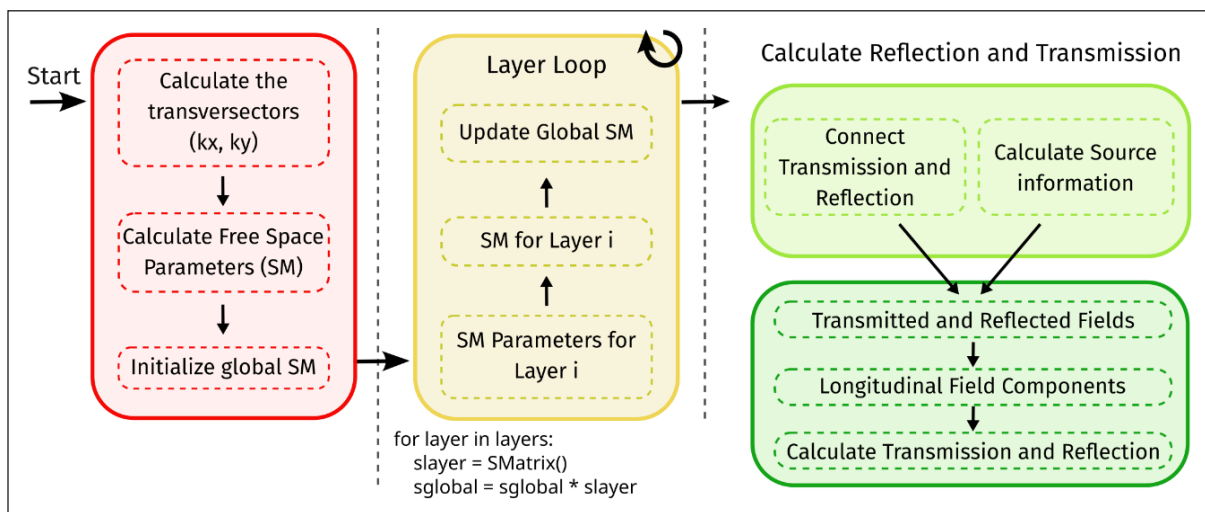 Start
Calculate the
transversectors
(kx, ky)
Calculate Free Space
Parameters (SM)
Initialize global SM
Layer Loop
Update Global SM
SM for Layer i
SM Parameters for
Layer i
for layer in layers:
slayer = SMatrix()
sglobal = sglobal * slayer
Calculate Reflection and Transmission
Connect
Transmission and
Reflection
Calculate Source
information
Transmitted and Reflected Fields
Longitudinal Field Components
Calculate Transmission and Reflection